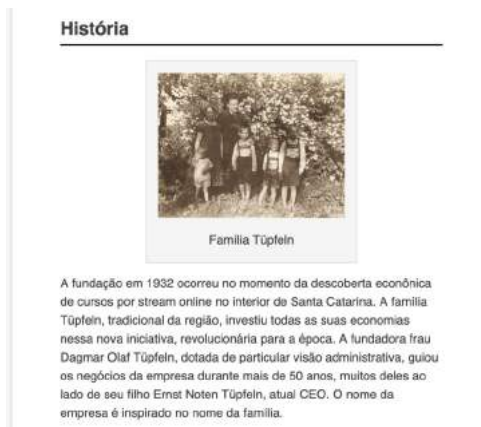 História
Familia Tüpfeln
A fundação em 1932 ocorreu no momento da descoberta econônica
de cursos por stream online no interior de Santa Catarina. A família
Tüpfeln, tradicional da região, investiu todas as suas economias
nessa nova iniciativa, revolucionária para a época. A fundadora frau
Dagmar Olaf Tüpfeln, dotada de particular visão administrativa, guiou
os negócios da empresa durante mais de 50 anos, muitos deles ao
lado de seu filho Ernst Noten Tüpfeln, atual CEO. O nome da
empresa é inspirado no nome da família.